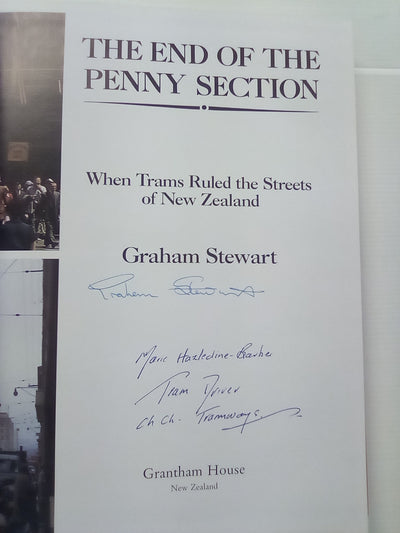 THE END OF THE
PENNY SECTION
When Trams Ruled the Streets
of New Zealand
Graham Stewart
Graham Stewart
Marie Hazledine-Barber
Tram Driver
Ch Ch. Tramways
Grantham House
New Zealand